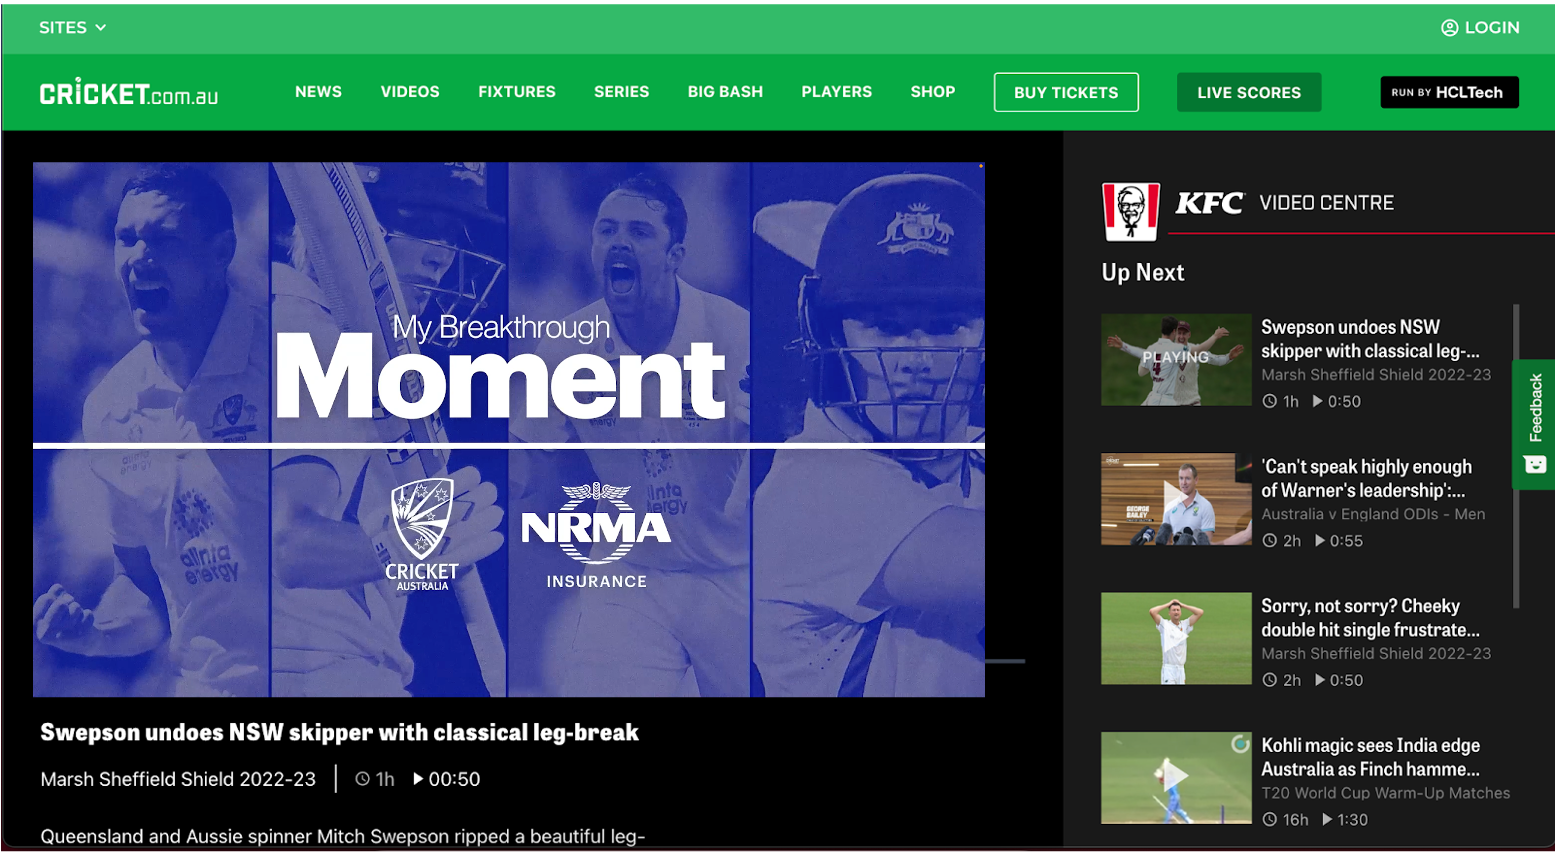 SITES
LOGIN
CRICKET.com.au
NEWS
VIDEOS
FIXTURES
SERIES
BIG BASH
PLAYERS
SHOP
BUY TICKETS
LIVE SCORES
RUN BY HCLTech
My Breakthrough
Moment
alinta
energy
CRICKET
AUSTRALIA
NRMA
INSURANCE
Swepson undoes NSW skipper with classical leg-break
Marsh Sheffield Shield 2022-23
1h
00:50
Queensland and Aussie spinner Mitch Swepson ripped a beautiful leg-
KFC VIDEO CENTRE
Up Next
PLAYING
Swepson undoes NSW
skipper with classical leg-...
Marsh Sheffield Shield 2022-23
1h 0:50
GEORGE
BAILEY
'Can't speak highly enough
of Warner's leadership':...
Australia v England ODIs - Men
2h 0:55
Sorry, not sorry? Cheeky
double hit single frustrate...
Marsh Sheffield Shield 2022-23
2h 0:50
Kohli magic sees India edge
Australia as Finch hamme...
T20 World Cup Warm-Up Matches
16h 1:30
Feedback